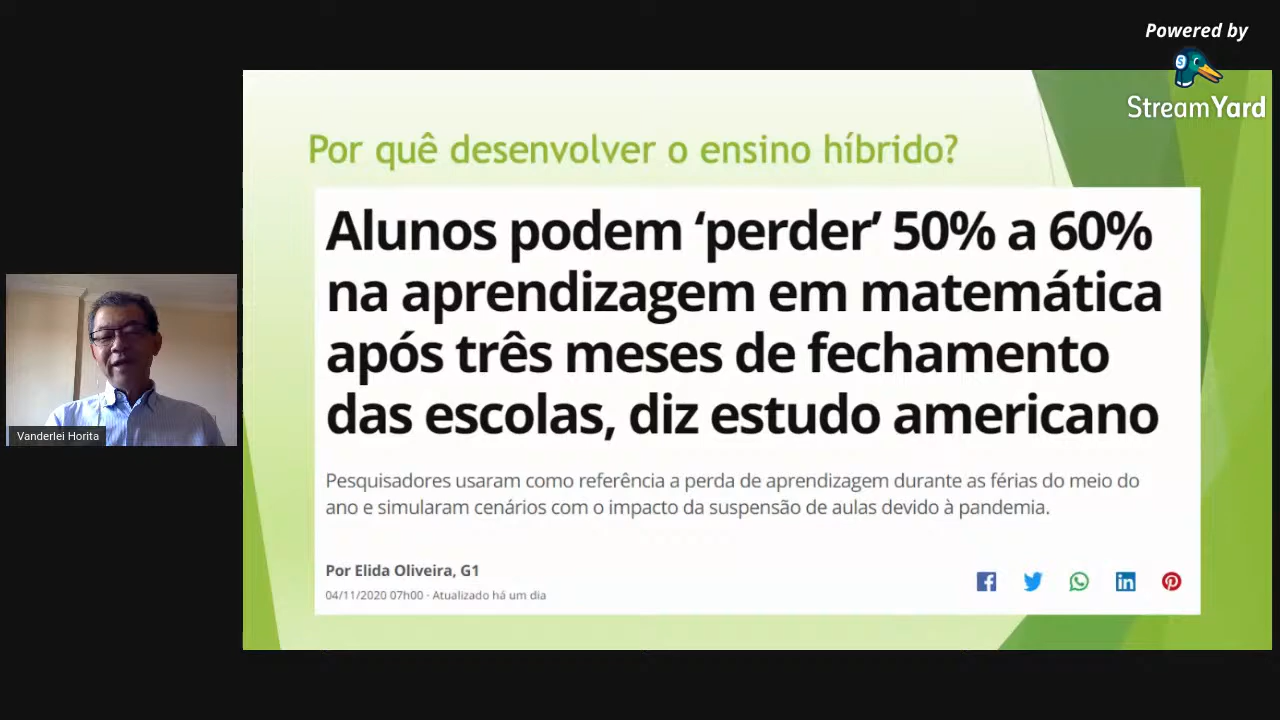 Powered by
StreamYard
Por quê desenvolver o ensino híbrido?
Alunos podem ‘perder’ 50% a 60%
na aprendizagem em matemática
após três meses de fechamento
das escolas, diz estudo americano
Pesquisadores usaram como referência a perda de aprendizagem durante as férias do meio do
ano e simularam cenários com o impacto da suspensão de aulas devido à pandemia.
Por Elida Oliveira, G1
04/11/2020 07h00 · Atualizado há um dia
Vanderlei Horita